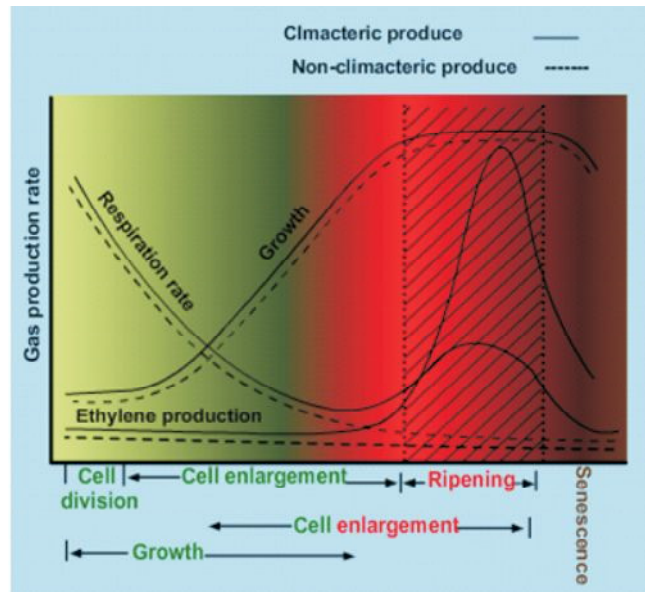 Clmacteric produce
Non-climacteric produce
Gas production rate
Respiration rate
Growth
Ethylene production
Cell division
Cell enlargement
Ripening
Senescence
Cell enlargement
Growth